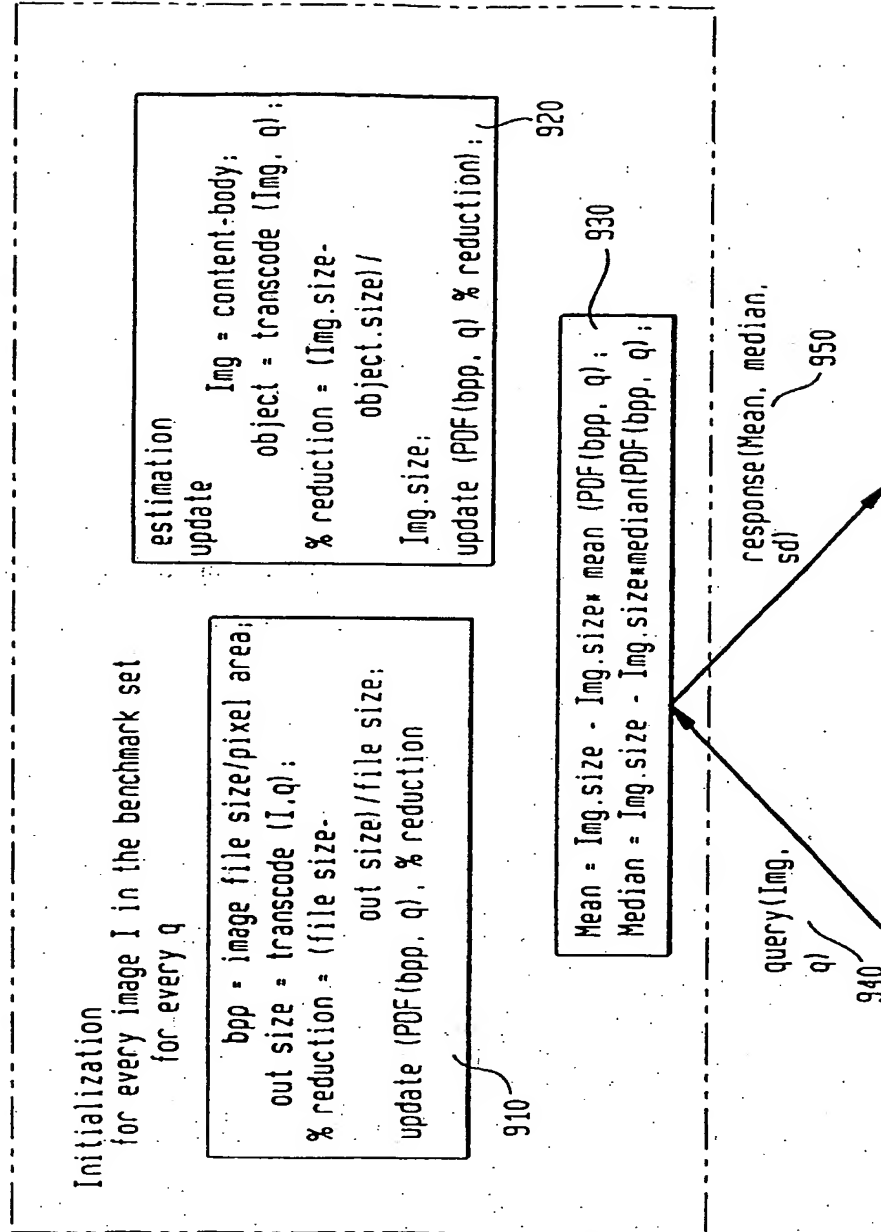 Initialization
for every image I in the benchmark set
for every q
bpp = image file size/pixel area;
out size = transcode (I,q);
% reduction = (file size-
out size)/file size;
update (PDF(bpp, q), % reduction
910
estimation
update
Img = content-body;
object = transcode (Img, q);
% reduction = (Img.size-
object.size)/
Img.size;
update (PDF(bpp, q) % reduction);
920
Mean = Img.size - Img.size* mean (PDF(bpp, q);
Median = Img.size - Img.size*median(PDF(bpp, q);
930
query(Img,
q)
940
response(Mean, median,
sd)
950